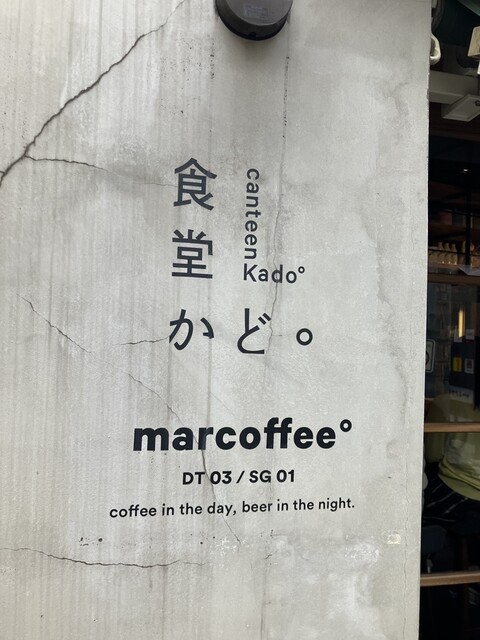 食堂
かど。
canteen
Kado°
marcoffee°
DT 03 / SG 01
coffee in the day, beer in the night.